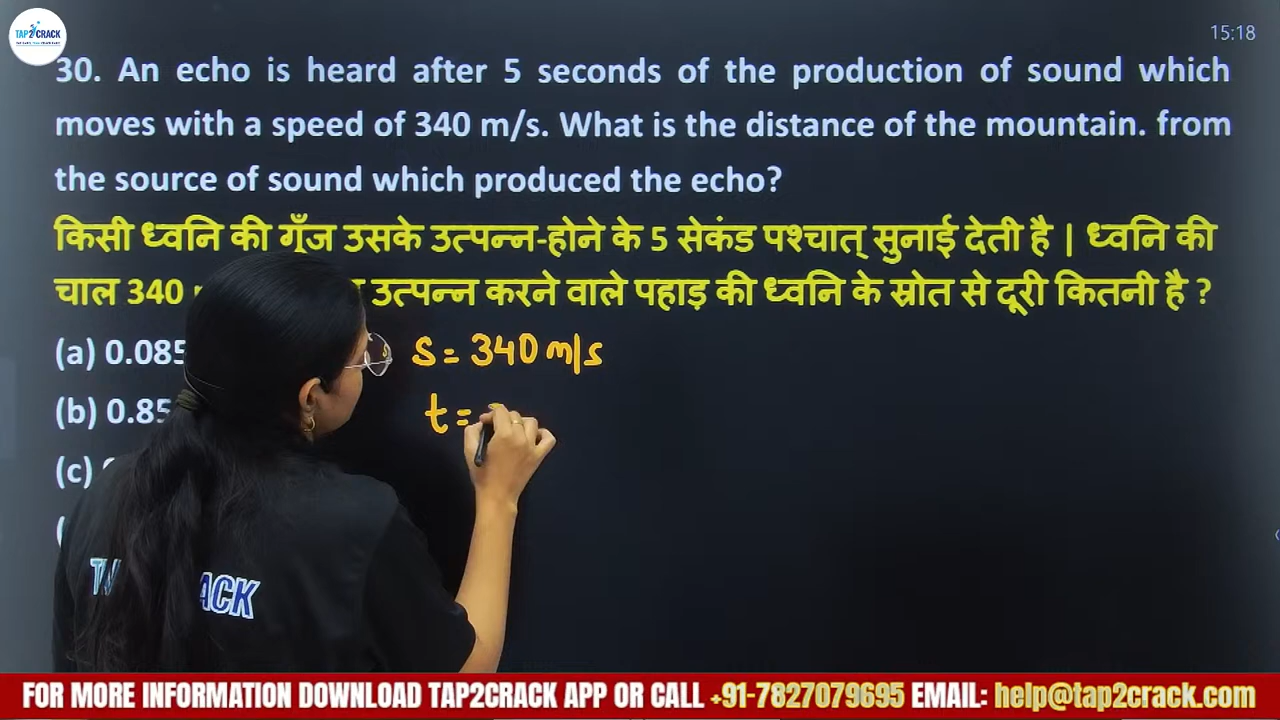 TAP2CRACK
15:18
30. An echo is heard after 5 seconds of the production of sound which
moves with a speed of 340 m/s. What is the distance of the mountain. from
the source of sound which produced the echo?
किसी ध्वनि की गूँज उसके उत्पन्न-होने के 5 सेकंड पश्चात् सुनाई देती है | ध्वनि की
चाल 340 उत्पन्न करने वाले पहाड़ की ध्वनि के स्रोत से दूरी कितनी है ?
(a) 0.085
S = 340 m/s
(b) 0.85
t =
(c)
FOR MORE INFORMATION DOWNLOAD TAP2CRACK APP OR CALL +91-7827079695 EMAIL: help@tap2crack.com